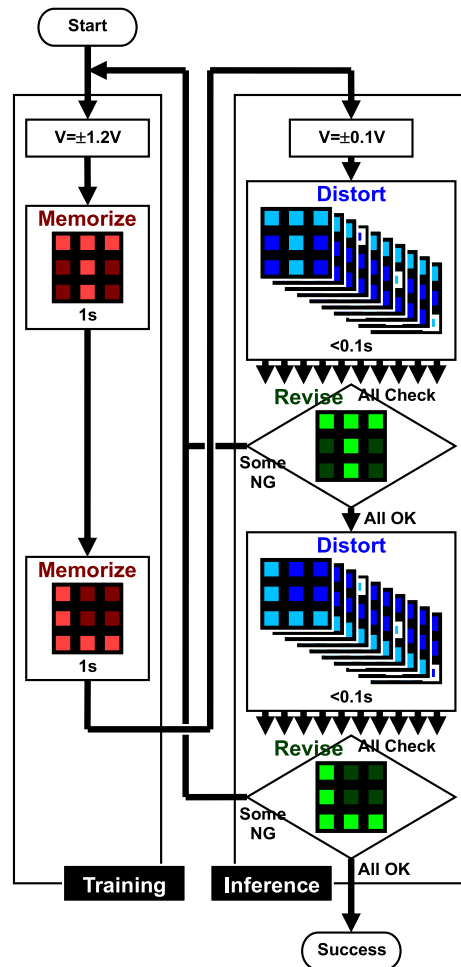 Start
V=±1.2V
Memorize
1s
Memorize
1s
Training
V=±0.1V
Distort
<0.1s
Revise
All Check
Some
NG
All OK
Distort
<0.1s
Revise
All Check
Some
NG
All OK
Inference
Success